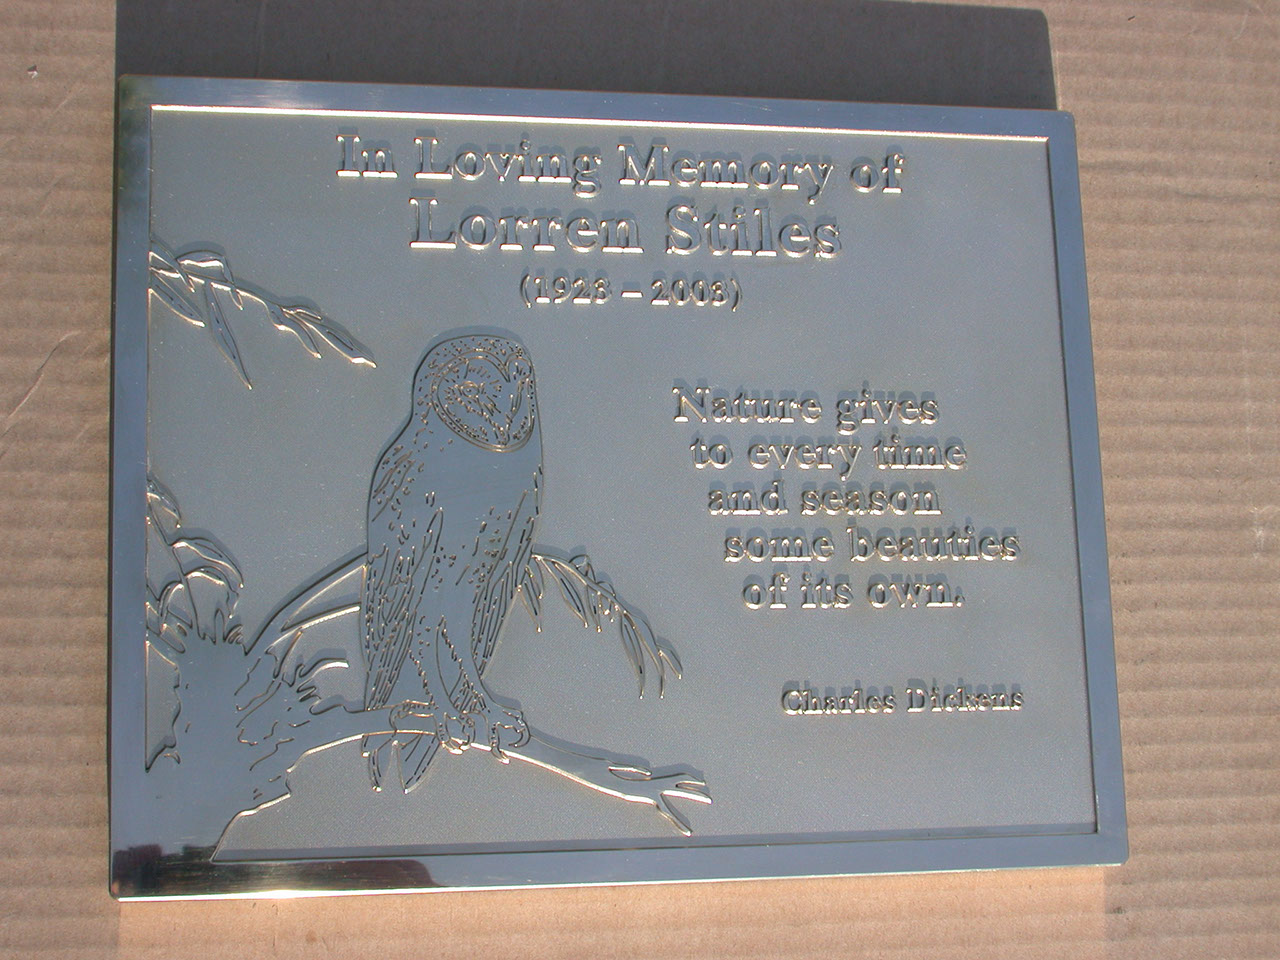 In Loving Memory of
Lorren Stiles
(1923 – 2003)
Nature gives
to every time
and season
some beauties
of its own.
Charles Dickens